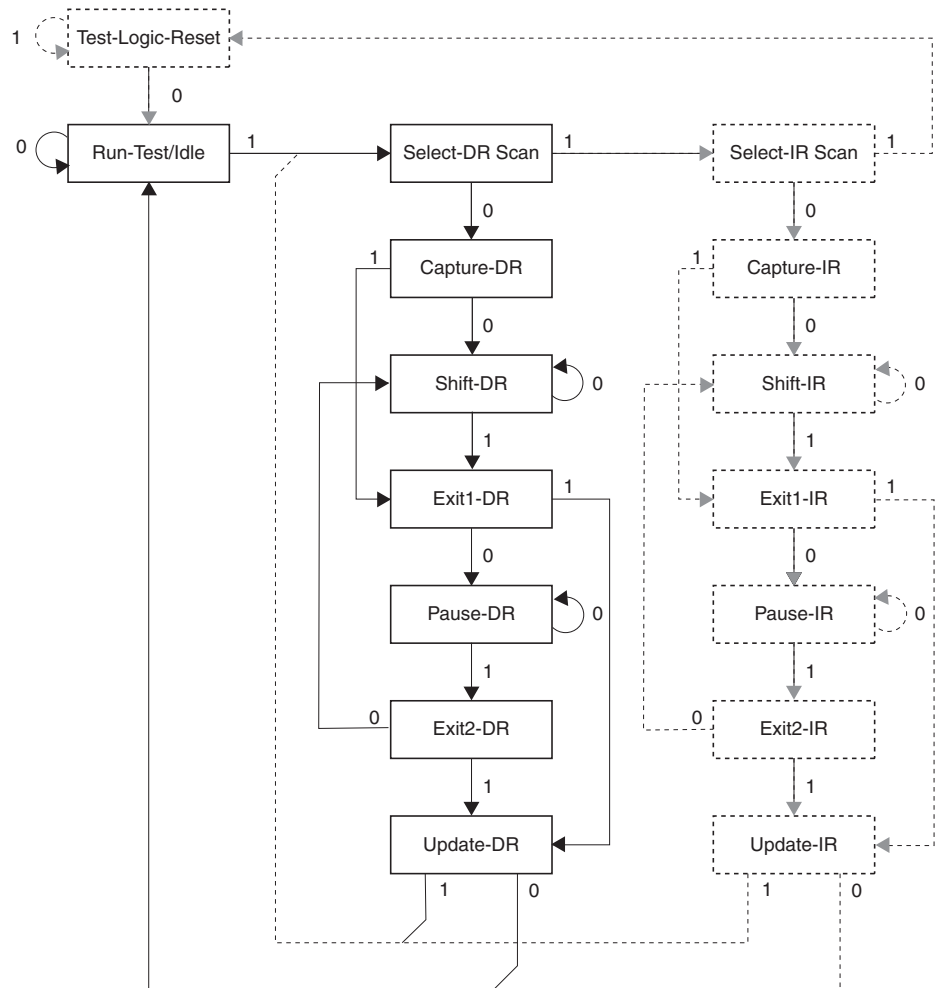 1
Test-Logic-Reset
0
0
Run-Test/Idle
1
Select-DR Scan
1
Select-IR Scan
1
0
0
1
Capture-DR
1
Capture-IR
0
0
Shift-DR
0
Shift-IR
0
1
1
Exit1-DR
1
Exit1-IR
1
0
0
Pause-DR
0
Pause-IR
0
1
1
0
Exit2-DR
0
Exit2-IR
1
1
Update-DR
Update-IR
1
0
1
0